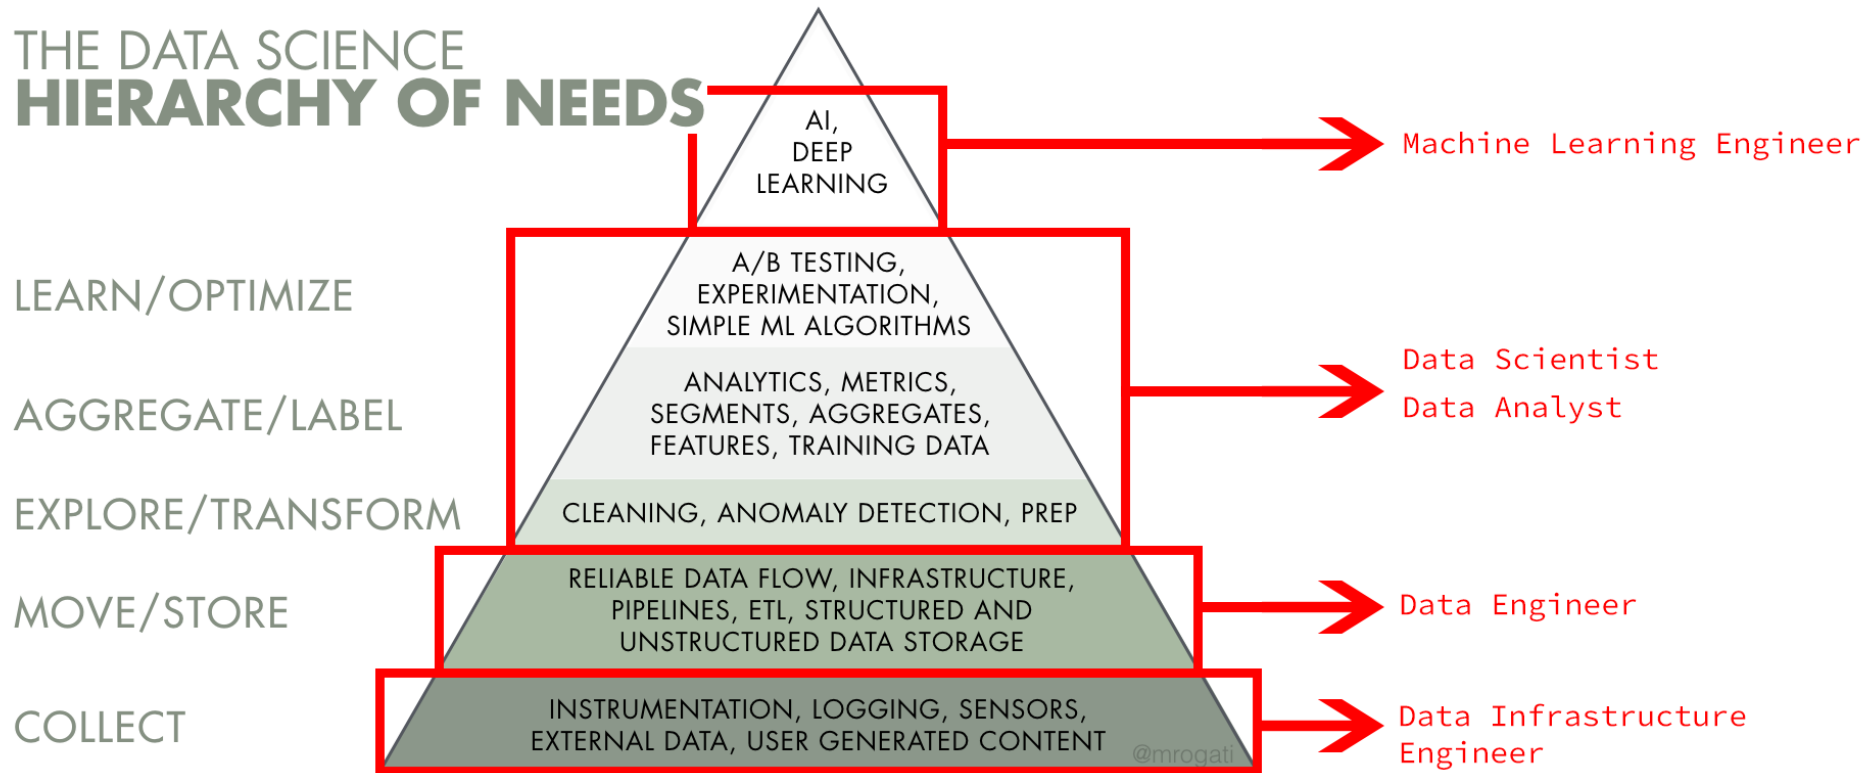 THE DATA SCIENCE
HIERARCHY OF NEEDS
AI,
DEEP
LEARNING
Machine Learning Engineer
LEARN/OPTIMIZE
A/B TESTING,
EXPERIMENTATION,
SIMPLE ML ALGORITHMS
AGGREGATE/LABEL
ANALYTICS, METRICS,
SEGMENTS, AGGREGATES,
FEATURES, TRAINING DATA
Data Scientist
Data Analyst
EXPLORE/TRANSFORM
CLEANING, ANOMALY DETECTION, PREP
MOVE/STORE
RELIABLE DATA FLOW, INFRASTRUCTURE,
PIPELINES, ETL, STRUCTURED AND
UNSTRUCTURED DATA STORAGE
Data Engineer
COLLECT
INSTRUMENTATION, LOGGING, SENSORS,
EXTERNAL DATA, USER GENERATED CONTENT
@mrogati
Data Infrastructure
Engineer